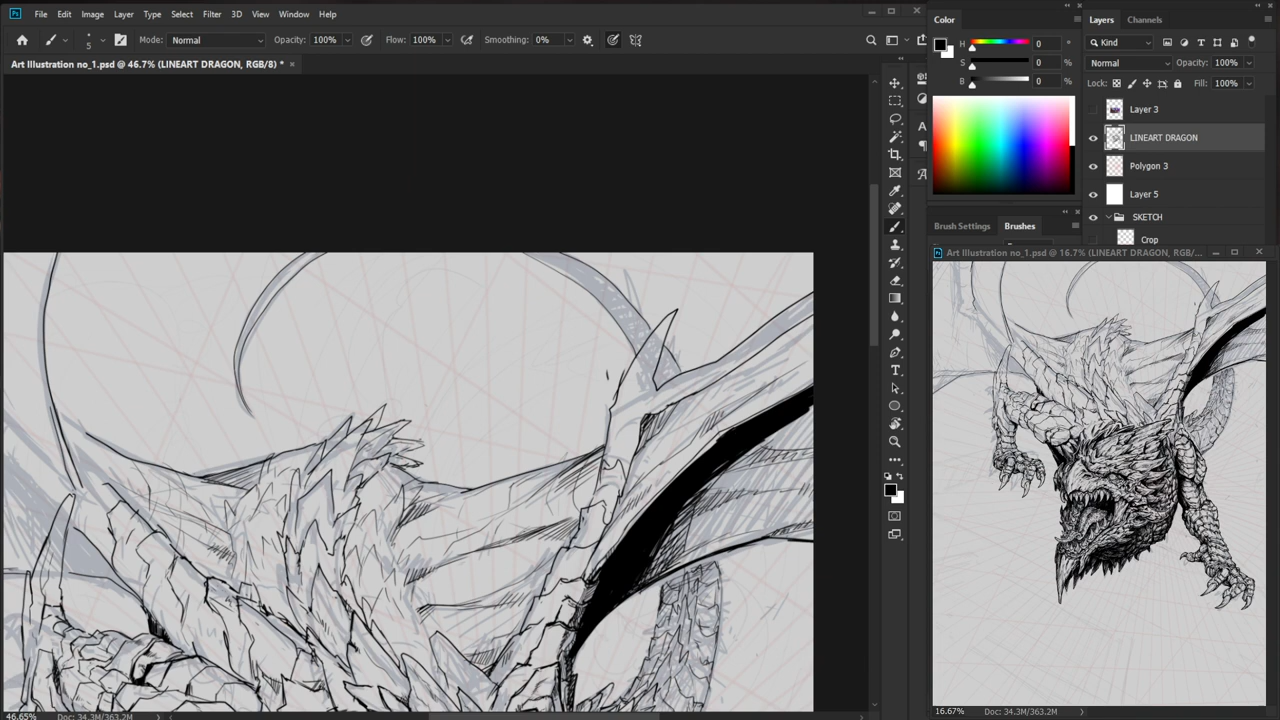 File Edit Image Layer Type Select Filter 3D View Window Help
5 Mode: Normal Opacity: 100% Flow: 100% Smoothing: 0%
Art Illustration no_1.psd @ 46.7% (LINEART DRAGON, RGB/8) *
Color
H 0 °
S 0 %
B 0 %
Brush Settings Brushes
Layers Channels
Kind
Normal Opacity: 100%
Lock: Fill: 100%
Layer 3
LINEART DRAGON
Polygon 3
Layer 5
SKETCH
Crop
Art Illustration no_1.psd @ 16.7% (LINEART DRAGON, RGB/...
46.65% Doc: 34.3M/363.2M
16.67% Doc: 34.3M/363.2M